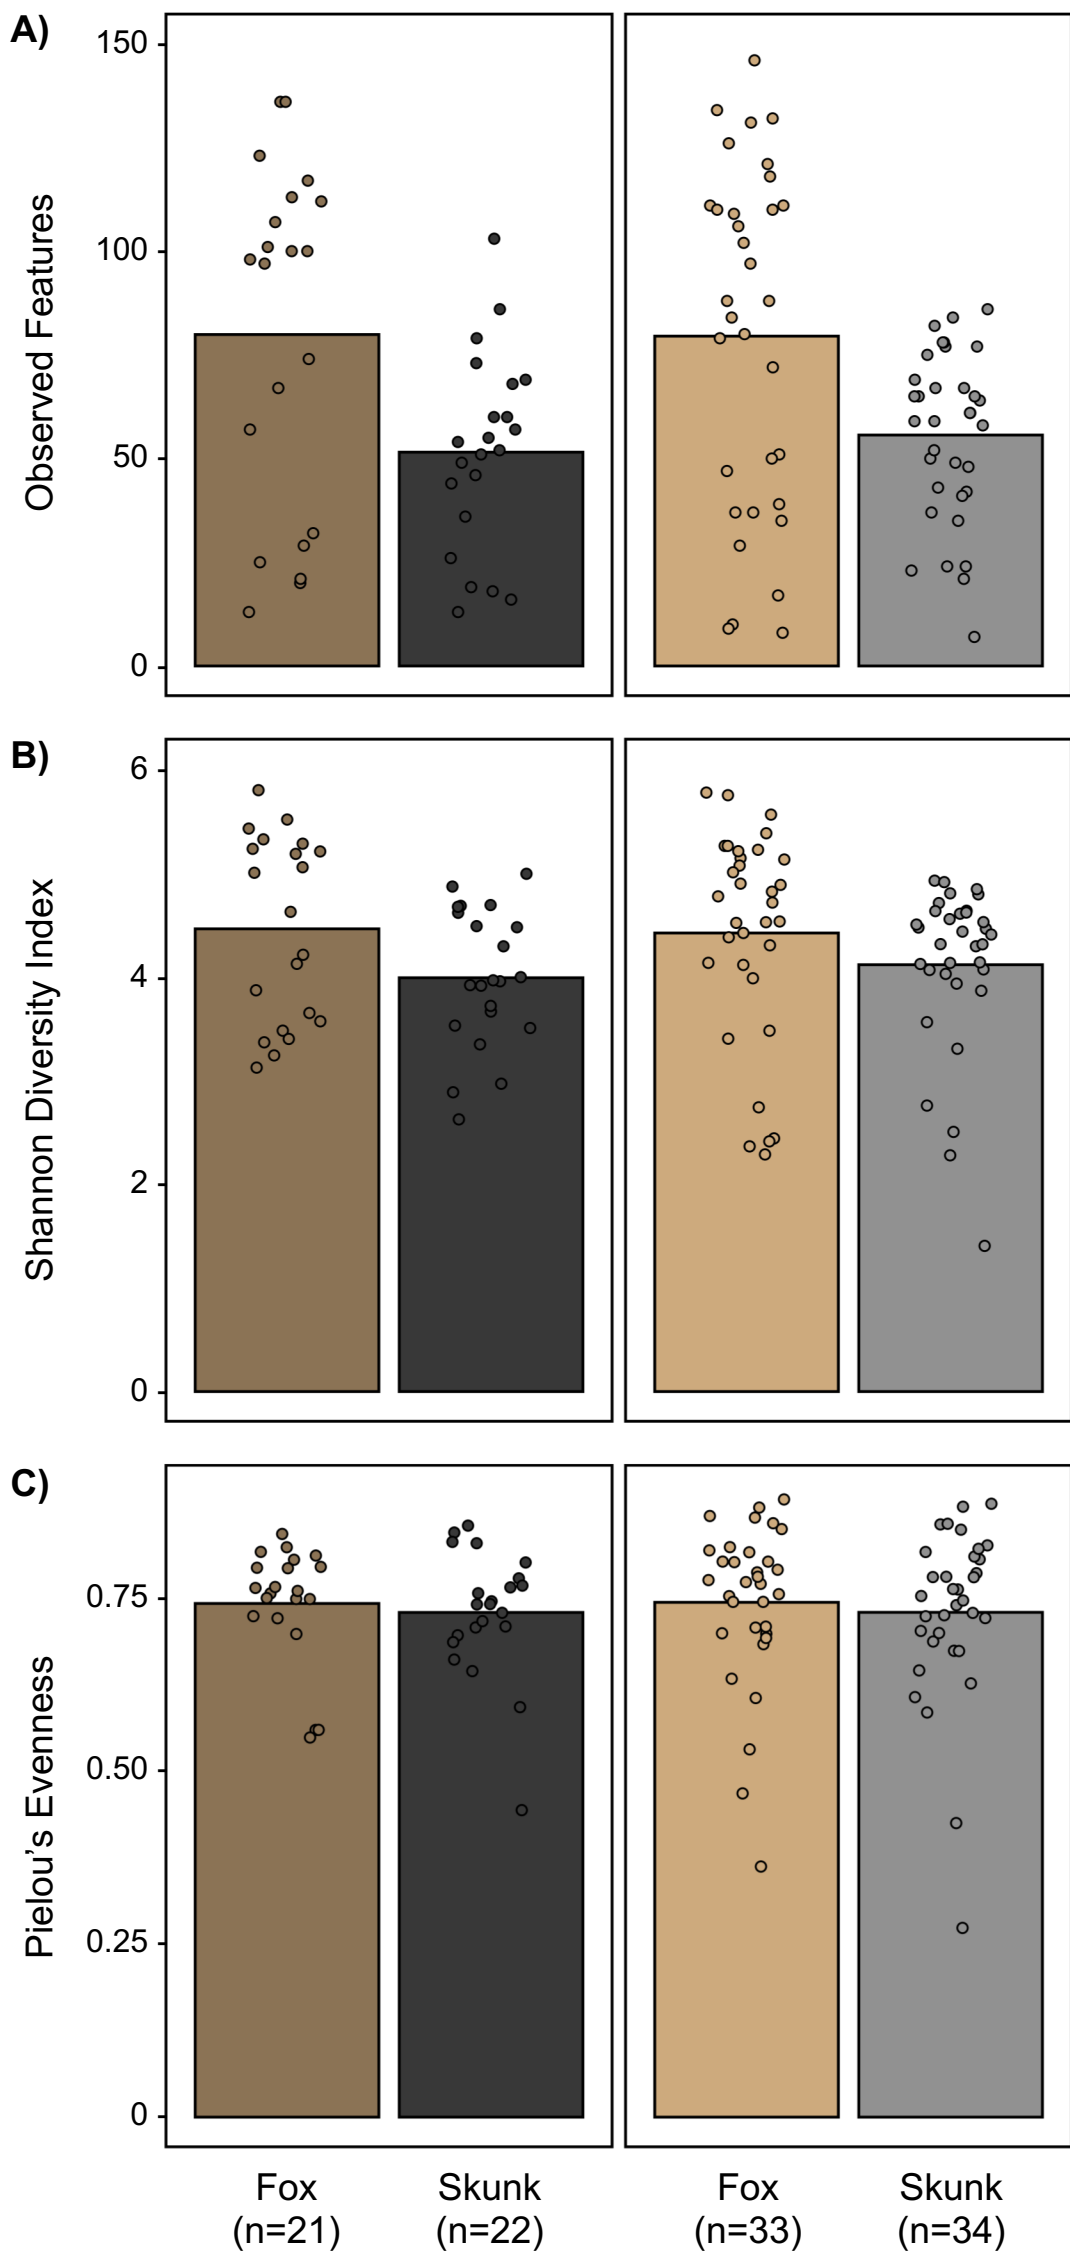 A)
Observed Features
150
100
50
0
B)
Shannon Diversity Index
6
4
2
0
C)
Pielou's Evenness
0.75
0.50
0.25
0
Fox
(n=21)
Skunk
(n=22)
Fox
(n=33)
Skunk
(n=34)